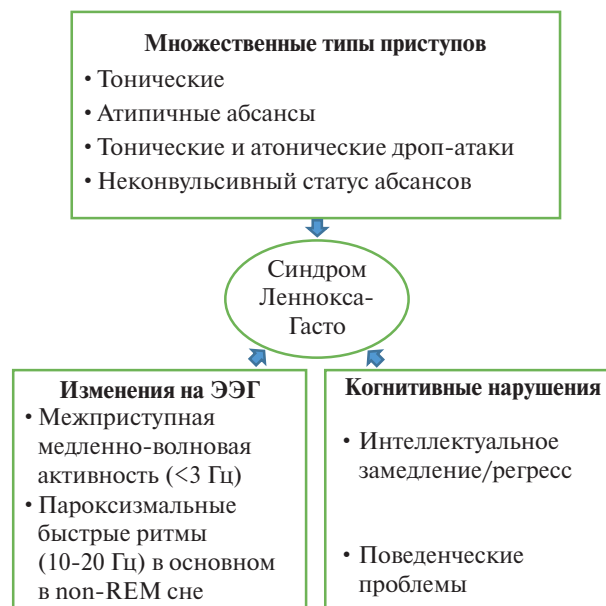 Множественные типы приступов
• Тонические
• Атипичные абсансы
• Тонические и атонические дроп-атаки
• Неконвульсивный статус абсансов
Синдром
Леннокса-
Гасто
Изменения на ЭЭГ
• Межприступная
медленно-волновая
активность (<3 Гц)
• Пароксизмальные
быстрые ритмы
(10-20 Гц) в основном
в non-REM сне
Когнитивные нарушения
• Интеллектуальное
замедление/регресс
• Поведенческие
проблемы